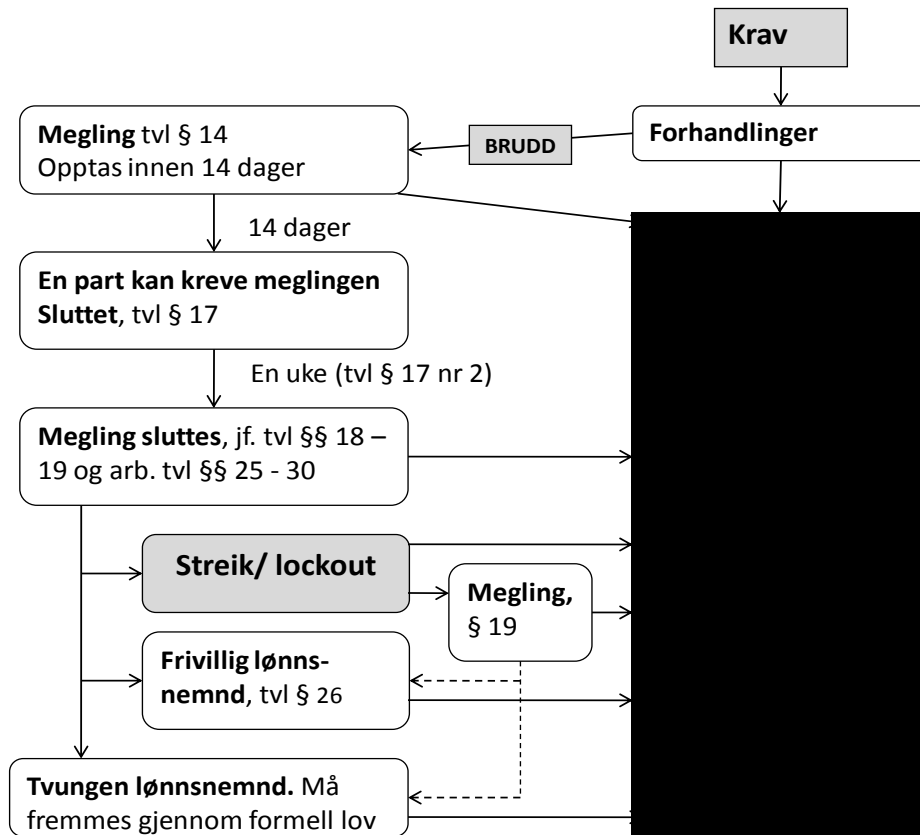 Krav
Megling tvl § 14
Opptas innen 14 dager
BRUDD
Forhandlinger
14 dager
En part kan kreve meglingen
Sluttet, tvl § 17
En uke (tvl § 17 nr 2)
Megling sluttes, jf. tvl §§ 18 –
19 og arb. tvl §§ 25 - 30
Streik/ lockout
Megling,
§ 19
Frivillig lønns-
nemnd, tvl § 26
Tvungen lønnsnemnd. Må
fremmes gjennom formell lov